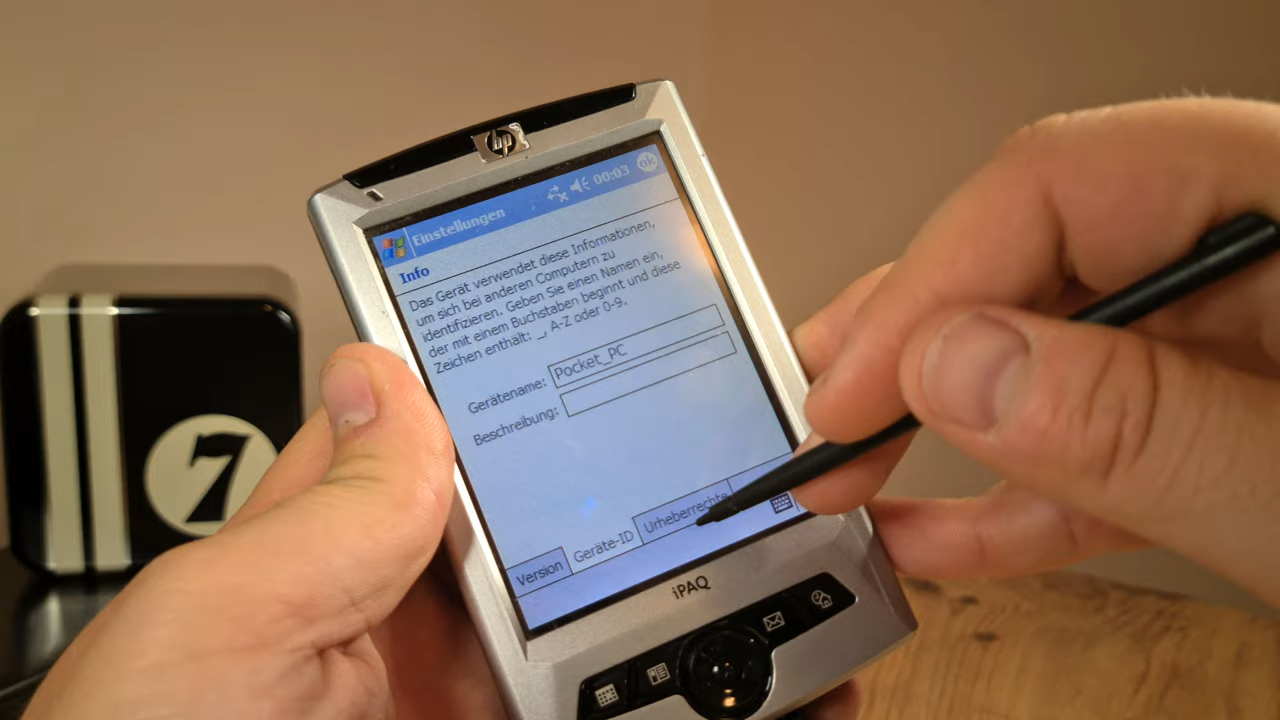 hp
Einstellungen
00:03
ok
Info
Das Gerät verwendet diese Informationen,
um sich bei anderen Computern zu
identifizieren. Geben Sie einen Namen ein,
der mit einem Buchstaben beginnt und diese
Zeichen enthält: _, A-Z oder 0-9.
Gerätename: Pocket_PC
Beschreibung:
Version
Geräte-ID
Urheberrechte
iPAQ
7